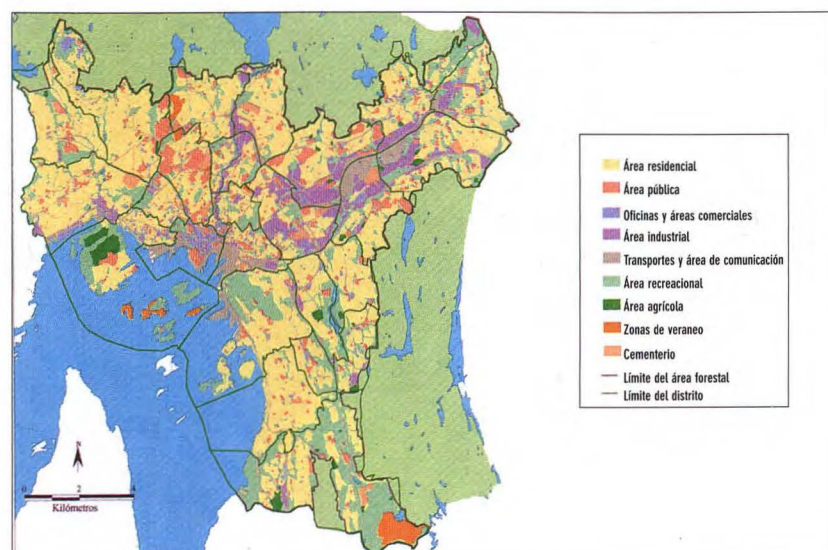 Área residencial
Área pública
Oficinas y áreas comerciales
Área industrial
Transportes y área de comunicación
Área recreacional
Área agrícola
Zonas de veraneo
Cementerio
Límite del área forestal
Límite del distrito
N
0 2 4
Kilómetros